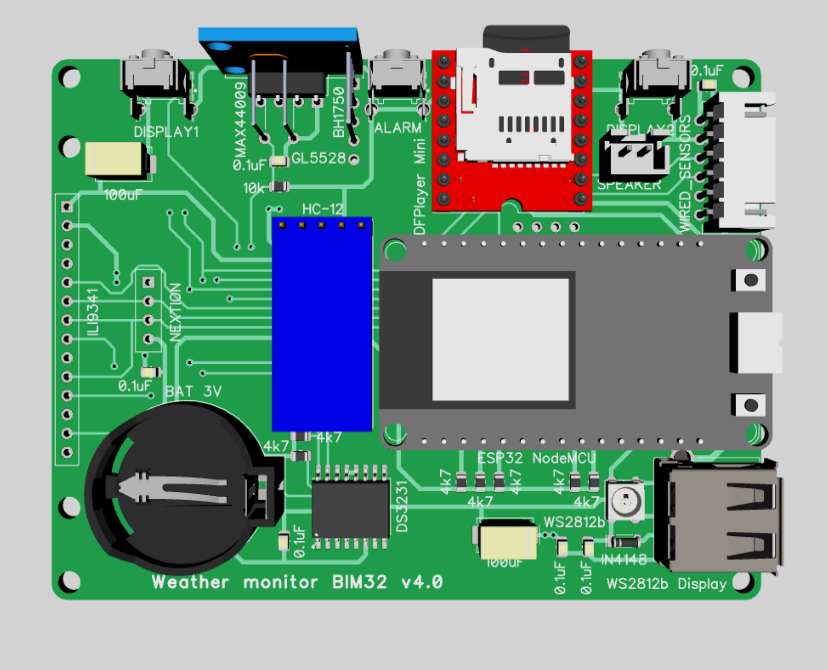 0.1uF
DISPLAY1
MAX44009
BH1750
ALARM
DISPLAY2
0.1uF
GL5528
100uF
10k
DFPlayer Mini
SPEAKER
WIRED_SENSORS
HC-12
ILI9341
NEXTION
0.1uF
BAT 3V
4k7
4k7
ESP32 NodeMCU
4k7
4k7
4k7
4k7
4k7
DS3231
WS2812b
0.1uF
100uF
0.1uF
0.1uF
IN4148
Weather monitor BIM32 v4.0
WS2812b Display